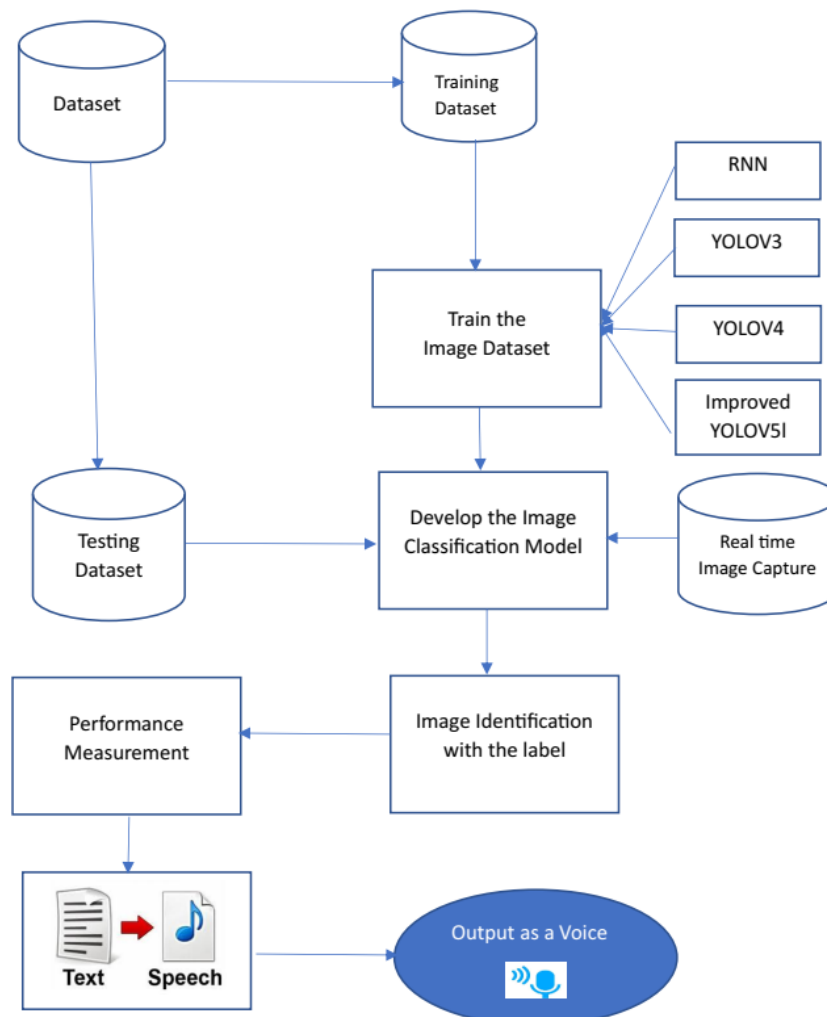 Dataset
Training
Dataset
RNN
YOLOV3
Train the
Image Dataset
YOLOV4
Improved
YOLOV5l
Testing
Dataset
Develop the Image
Classification Model
Real time
Image Capture
Performance
Measurement
Image Identification
with the label
Text
Speech
Output as a Voice